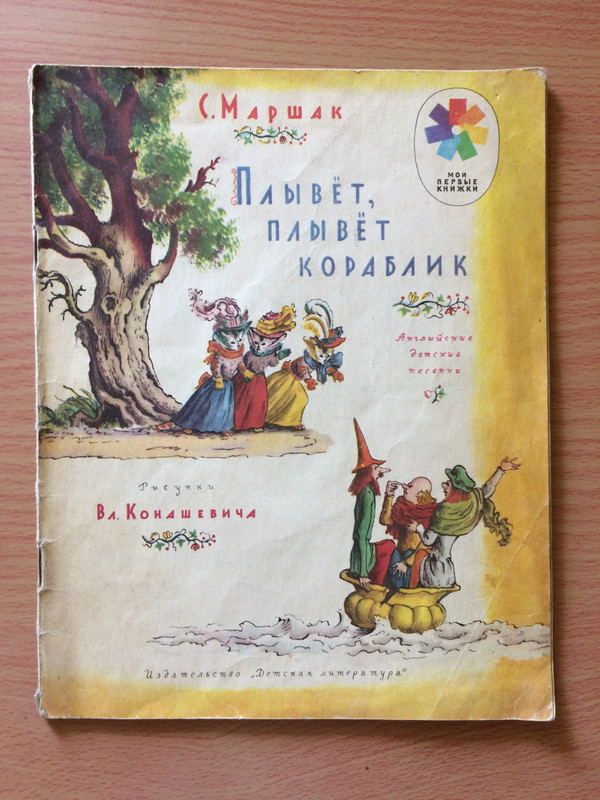 С. Маршак
МОИ
ПЕРВЫЕ
КНИЖКИ
Плывёт,
плывёт
кораблик
Английские
детские
песенки
Рисунки
Вл. Конашевича
Издательство „Детская литература“